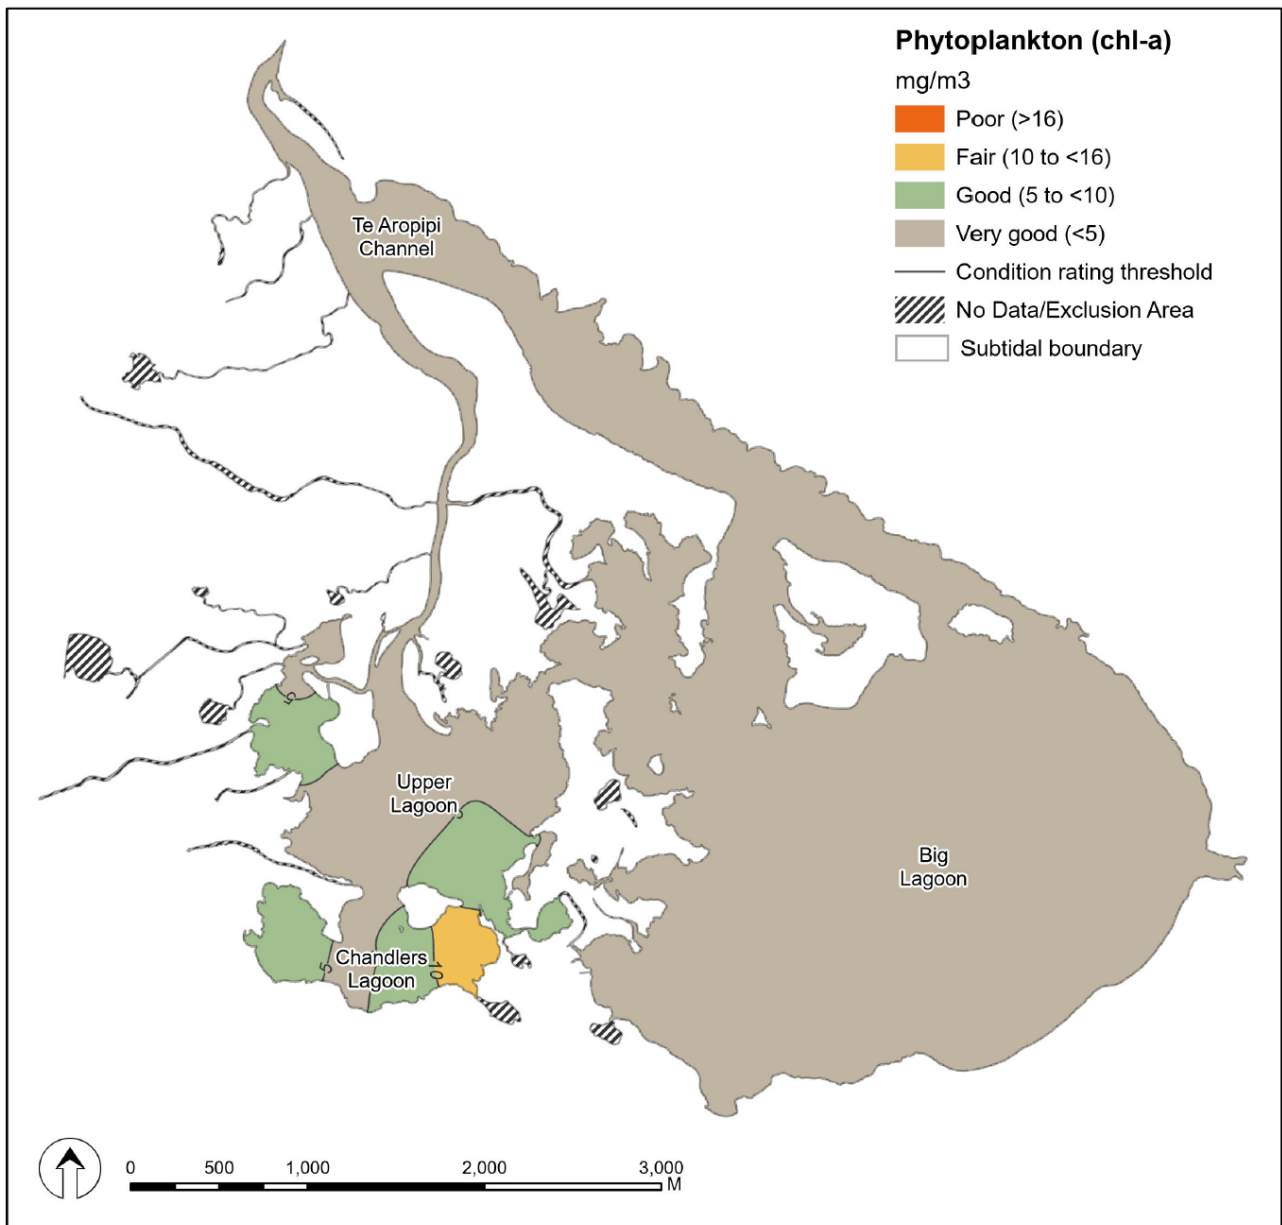 Phytoplankton (chl-a)
mg/m3
Poor (>16)
Fair (10 to <16)
Good (5 to <10)
Very good (<5)
Condition rating threshold
No Data/Exclusion Area
Subtidal boundary
Te Aropipi
Channel
5
Upper
Lagoon
5
Big
Lagoon
Chandlers
Lagoon
5
10
0 500 1,000 2,000 3,000
M